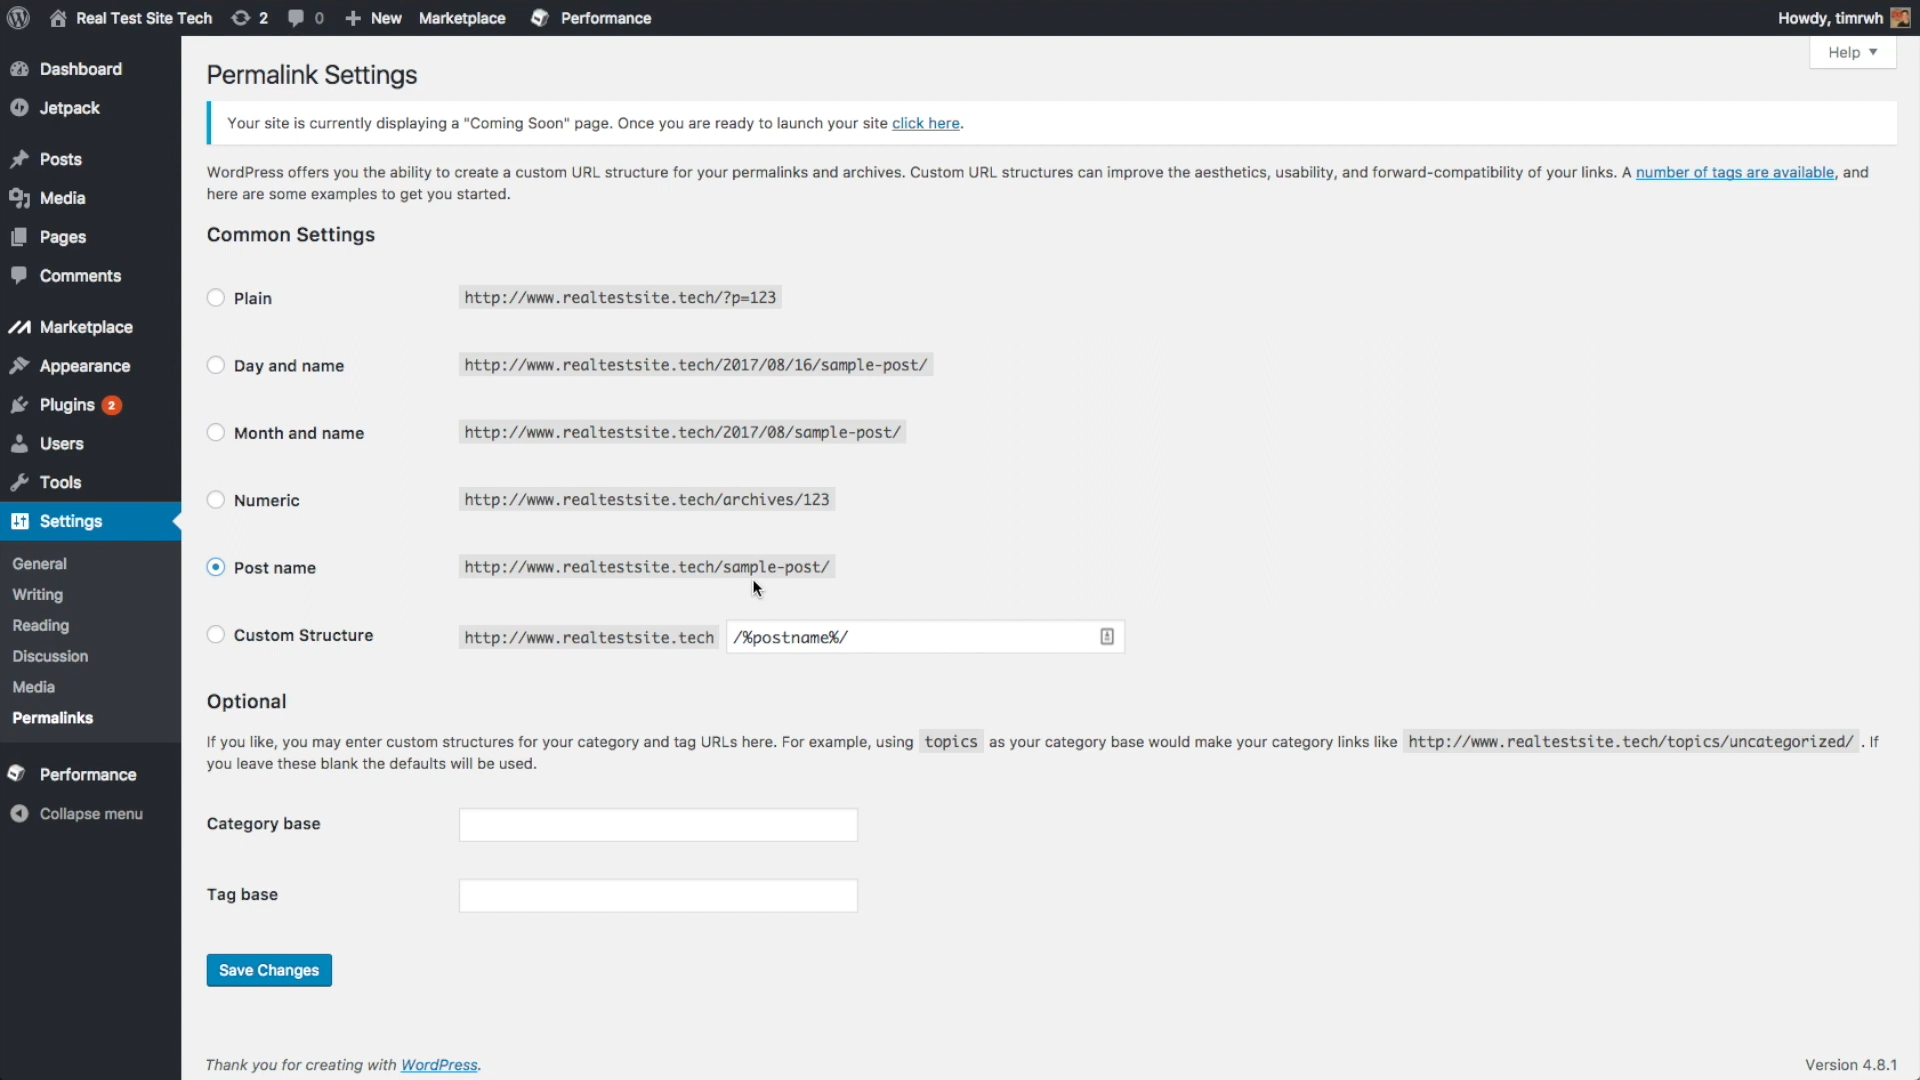 Real Test Site Tech 2 0 New Marketplace Performance Howdy, timrwh
Help
Dashboard
Jetpack
Posts
Media
Pages
Comments
Marketplace
Appearance
Plugins 2
Users
Tools
Settings
General
Writing
Reading
Discussion
Media
Permalinks
Performance
Collapse menu
Permalink Settings
Your site is currently displaying a "Coming Soon" page. Once you are ready to launch your site click here.
WordPress offers you the ability to create a custom URL structure for your permalinks and archives. Custom URL structures can improve the aesthetics, usability, and forward-compatibility of your links. A number of tags are available, and
here are some examples to get you started.
Common Settings
Plain http://www.realtestsite.tech/?p=123
Day and name http://www.realtestsite.tech/2017/08/16/sample-post/
Month and name http://www.realtestsite.tech/2017/08/sample-post/
Numeric http://www.realtestsite.tech/archives/123
Post name http://www.realtestsite.tech/sample-post/
Custom Structure http://www.realtestsite.tech /%postname%/
Optional
If you like, you may enter custom structures for your category and tag URLs here. For example, using topics as your category base would make your category links like http://www.realtestsite.tech/topics/uncategorized/ . If
you leave these blank the defaults will be used.
Category base
Tag base
Save Changes
Thank you for creating with WordPress.
Version 4.8.1